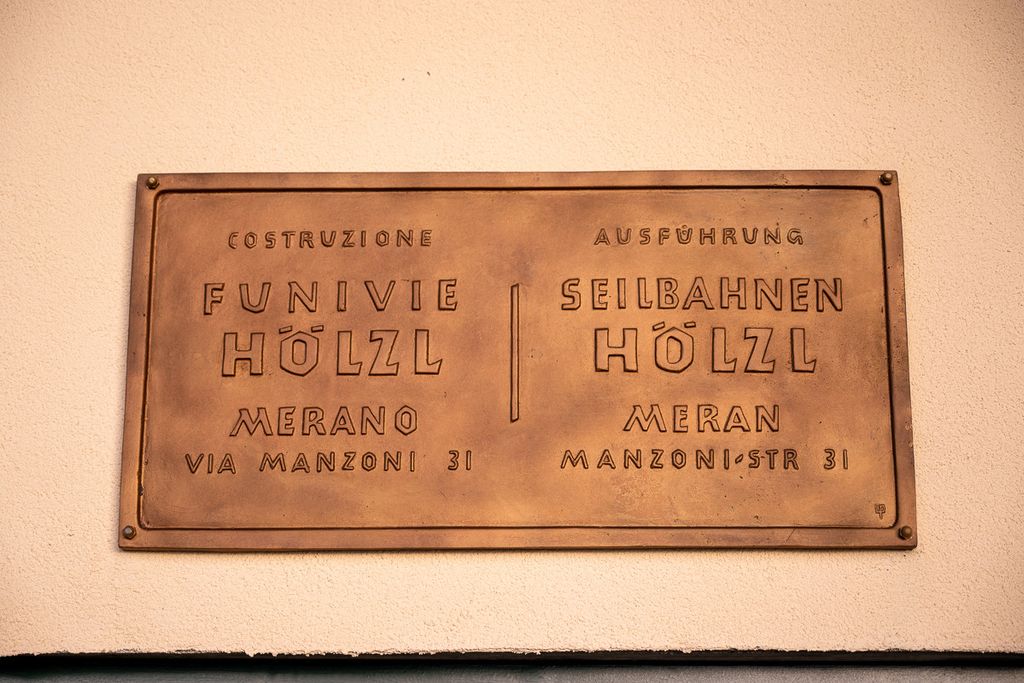 COSTRUZIONE
FUNIVIE
HÖLZL
MERANO
VIA MANZONI 31
AUSFÜHRUNG
SEILBAHNEN
HÖLZL
MERAN
MANZONI-STR 31